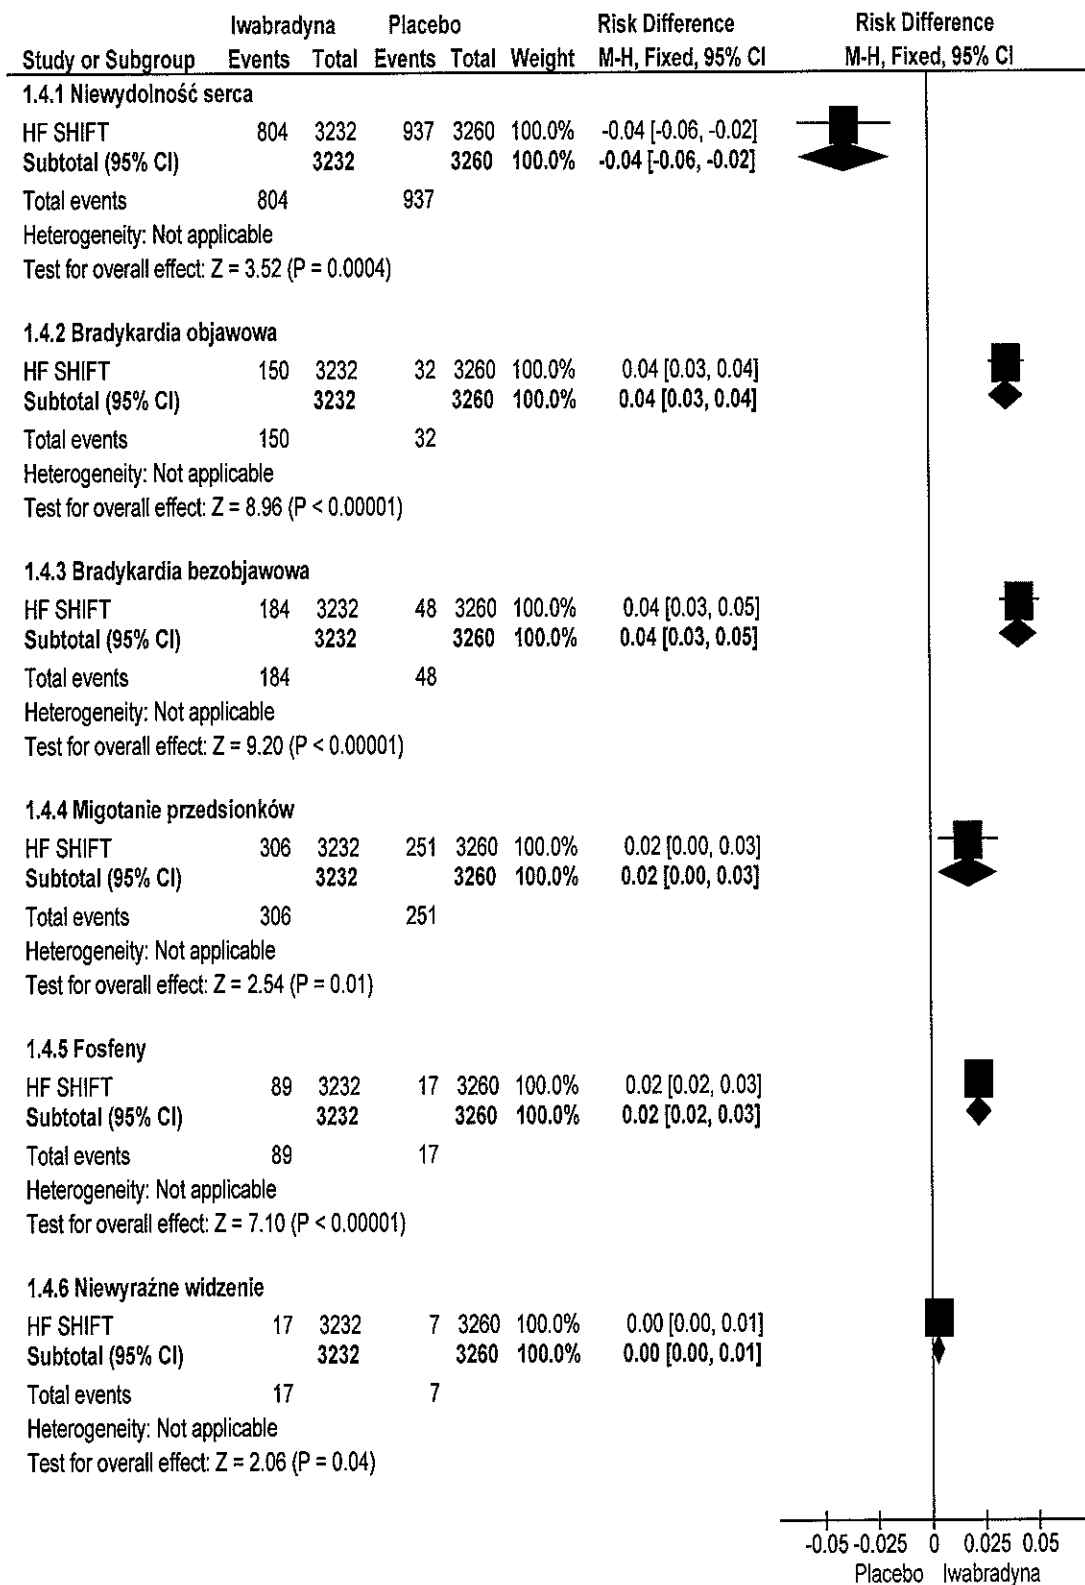 Iwabradyna Placebo Risk Difference Risk Difference
Study or Subgroup Events Total Events Total Weight M-H, Fixed, 95% CI M-H, Fixed, 95% CI
1.4.1 Niewydolność serca
HF SHIFT 804 3232 937 3260 100.0% -0.04 [-0.06, -0.02]
Subtotal (95% CI) 3232 3260 100.0% -0.04 [-0.06, -0.02]
Total events 804 937
Heterogeneity: Not applicable
Test for overall effect: Z = 3.52 (P = 0.0004)
1.4.2 Bradykardia objawowa
HF SHIFT 150 3232 32 3260 100.0% 0.04 [0.03, 0.04]
Subtotal (95% CI) 3232 3260 100.0% 0.04 [0.03, 0.04]
Total events 150 32
Heterogeneity: Not applicable
Test for overall effect: Z = 8.96 (P < 0.00001)
1.4.3 Bradykardia bezobjawowa
HF SHIFT 184 3232 48 3260 100.0% 0.04 [0.03, 0.05]
Subtotal (95% CI) 3232 3260 100.0% 0.04 [0.03, 0.05]
Total events 184 48
Heterogeneity: Not applicable
Test for overall effect: Z = 9.20 (P < 0.00001)
1.4.4 Migotanie przedsionków
HF SHIFT 306 3232 251 3260 100.0% 0.02 [0.00, 0.03]
Subtotal (95% CI) 3232 3260 100.0% 0.02 [0.00, 0.03]
Total events 306 251
Heterogeneity: Not applicable
Test for overall effect: Z = 2.54 (P = 0.01)
1.4.5 Fosfeny
HF SHIFT 89 3232 17 3260 100.0% 0.02 [0.02, 0.03]
Subtotal (95% CI) 3232 3260 100.0% 0.02 [0.02, 0.03]
Total events 89 17
Heterogeneity: Not applicable
Test for overall effect: Z = 7.10 (P < 0.00001)
1.4.6 Niewyraźne widzenie
HF SHIFT 17 3232 7 3260 100.0% 0.00 [0.00, 0.01]
Subtotal (95% CI) 3232 3260 100.0% 0.00 [0.00, 0.01]
Total events 17 7
Heterogeneity: Not applicable
Test for overall effect: Z = 2.06 (P = 0.04)
-0.05 -0.025 0 0.025 0.05
Placebo Iwabradyna